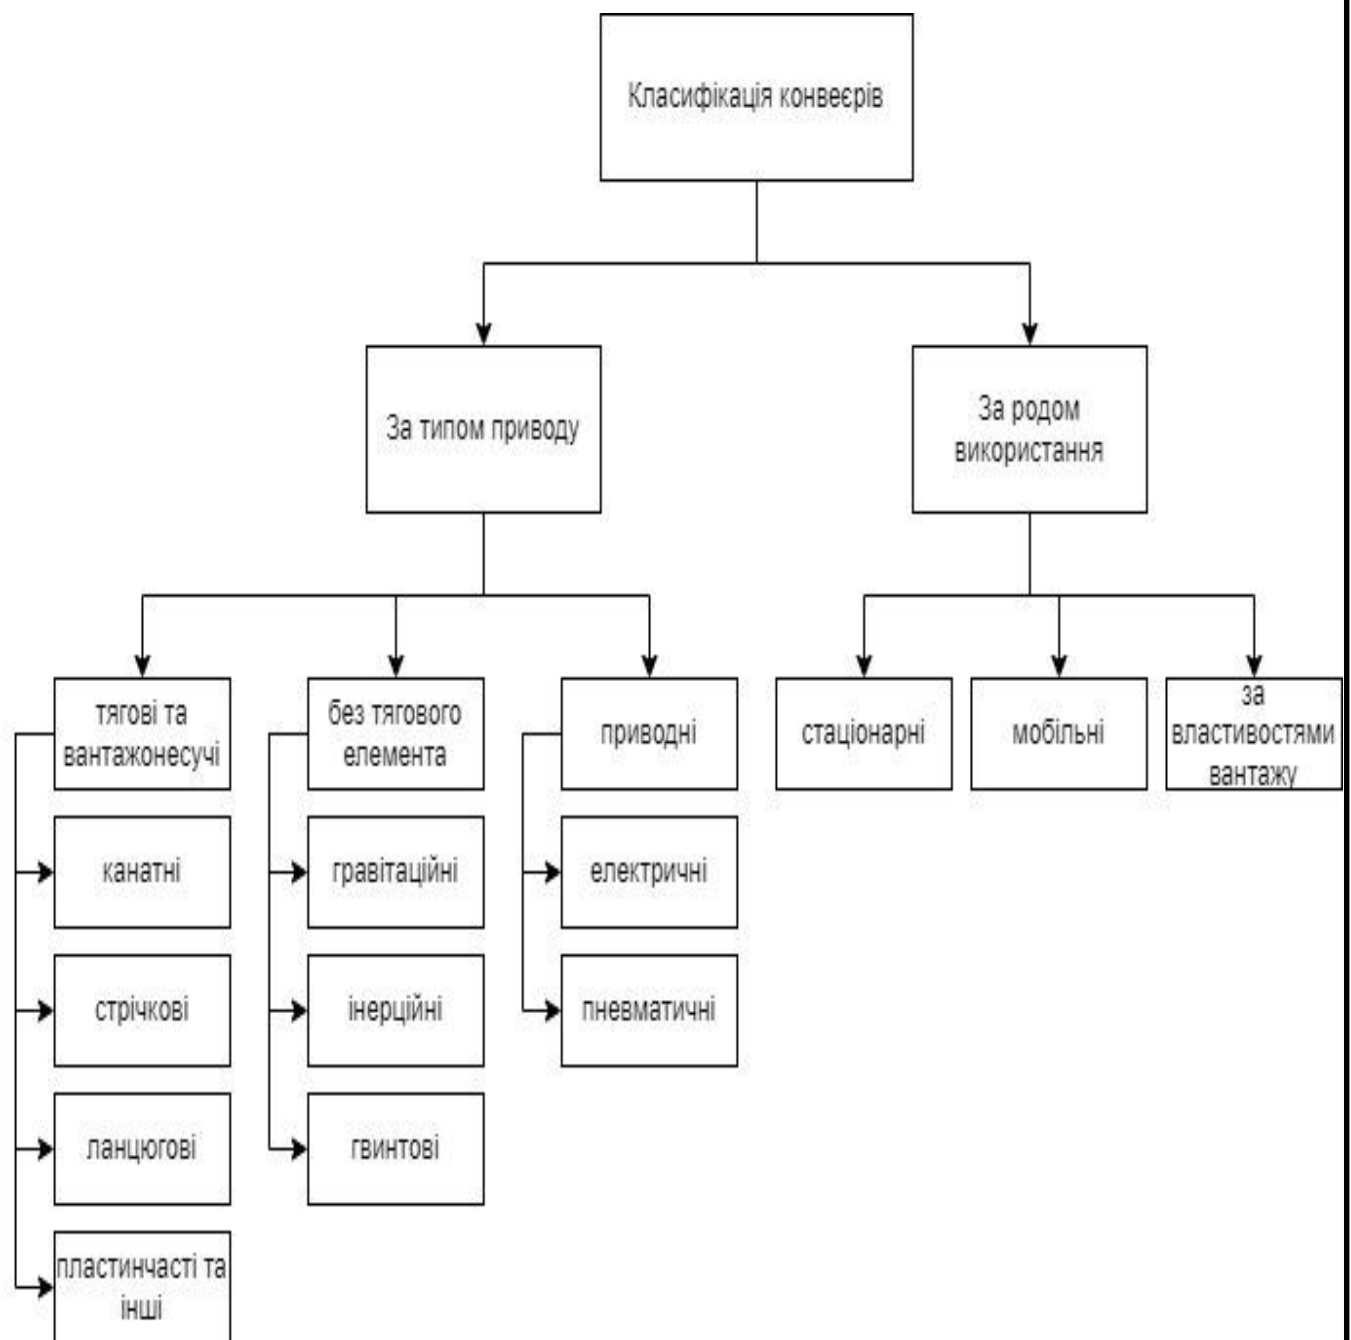 Класифікація конвеєрів
За типом приводу
За родом
використання
тягові та
вантажонесучі
без тягового
елемента
приводні
стаціонарні
мобільні
за
властивостями
вантажу
канатні
гравітаційні
електричні
стрічкові
інерційні
пневматичні
ланцюгові
гвинтові
пластинчасті та
інші